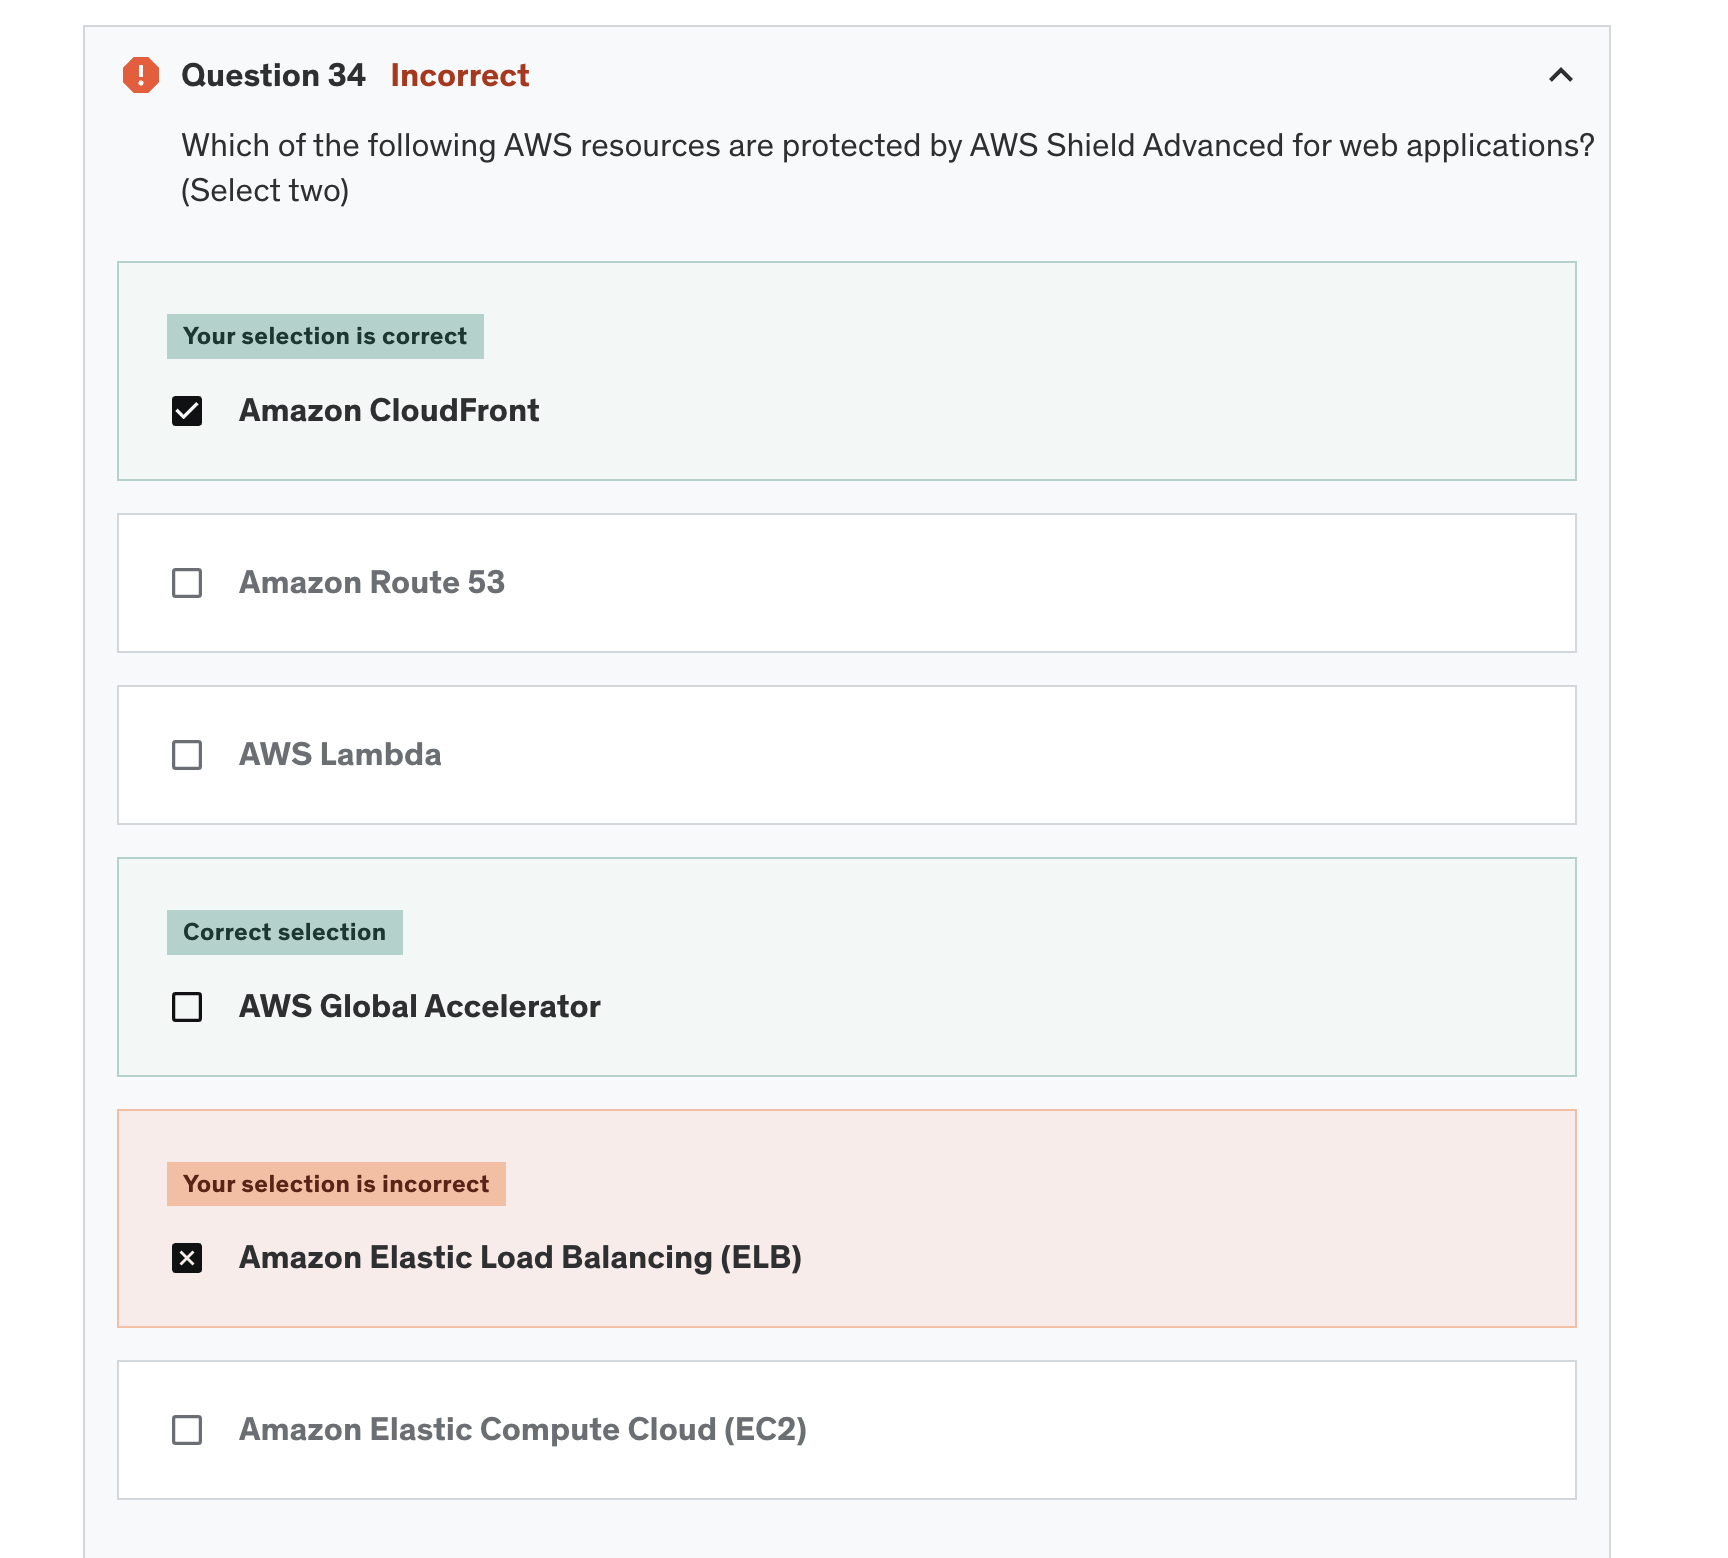 Question 34 Incorrect
Which of the following AWS resources are protected by AWS Shield Advanced for web applications?
(Select two)
Your selection is correct
Amazon CloudFront
Amazon Route 53
AWS Lambda
Correct selection
AWS Global Accelerator
Your selection is incorrect
Amazon Elastic Load Balancing (ELB)
Amazon Elastic Compute Cloud (EC2)